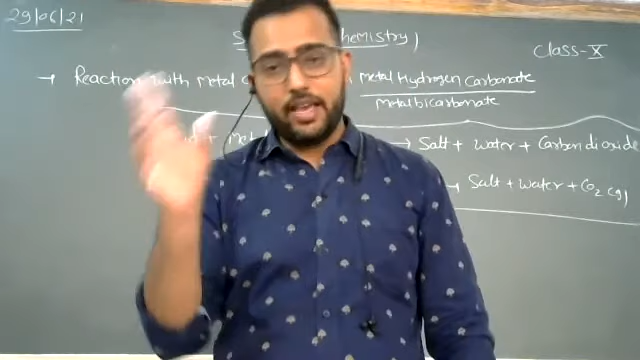 29/06/21
Chemistry)
Class-X
→ Reaction with Metal Metal Hydrogen Carbonate
Metal bicarbonate
+ → Salt + Water + Carbon dioxide
→ Salt + Water + CO2(g)